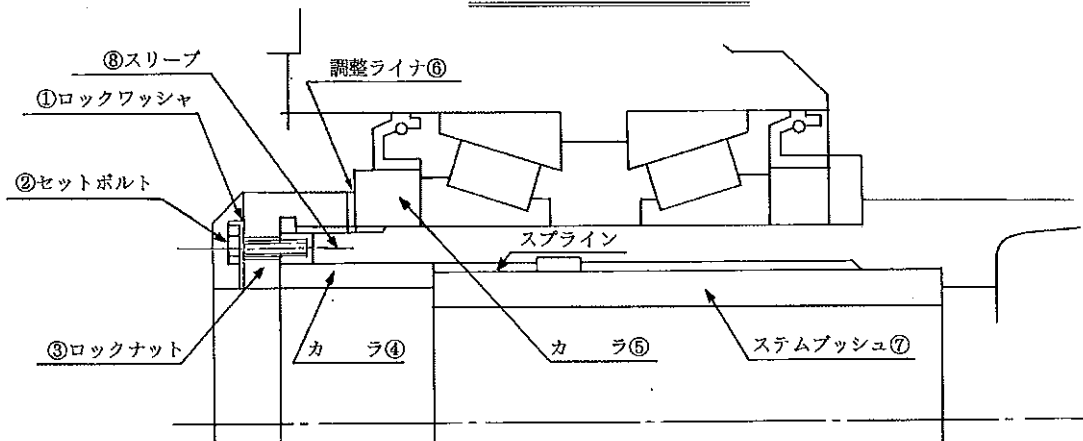 ⑧スリーブ
調整ライナ⑥
①ロックワッシャ
②セットボルト
スプライン
③ロックナット
カ ラ④
カ ラ⑤
ステムブッシュ⑦